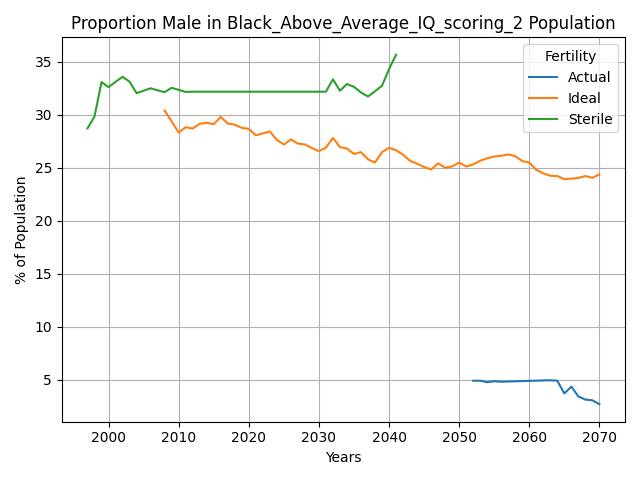 Proportion Male in Black_Above_Average_IQ_scoring_2 Population
% of Population
35
30
25
20
15
10
5
Fertility
Actual
Ideal
Sterile
2000 2010 2020 2030 2040 2050 2060 2070
Years